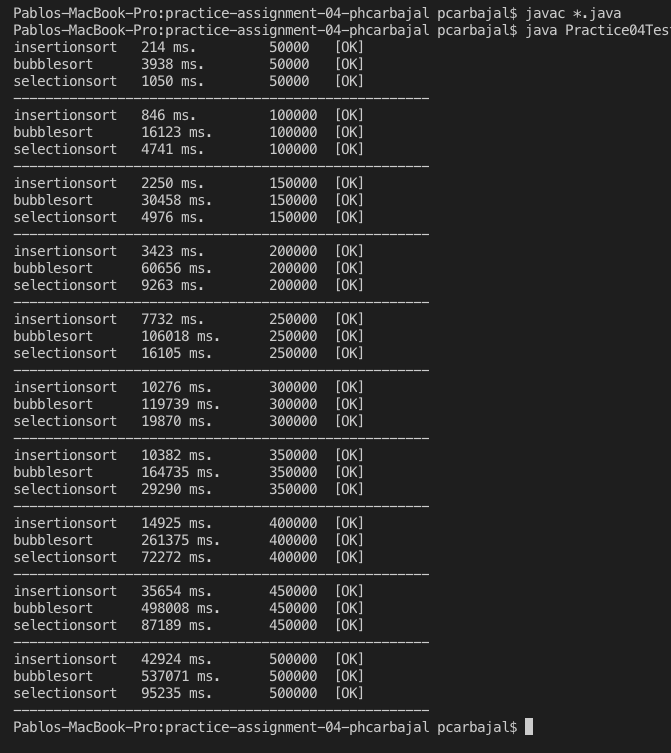 Pablos-MacBook-Pro:practice-assignment-04-phcarbajal pcarbajal$ javac *.java
Pablos-MacBook-Pro:practice-assignment-04-phcarbajal pcarbajal$ java Practice04Test
insertionsort 214 ms. 50000 [OK]
bubblesort 3938 ms. 50000 [OK]
selectionsort 1050 ms. 50000 [OK]
----------------------------------------------------
insertionsort 846 ms. 100000 [OK]
bubblesort 16123 ms. 100000 [OK]
selectionsort 4741 ms. 100000 [OK]
----------------------------------------------------
insertionsort 2250 ms. 150000 [OK]
bubblesort 30458 ms. 150000 [OK]
selectionsort 4976 ms. 150000 [OK]
----------------------------------------------------
insertionsort 3423 ms. 200000 [OK]
bubblesort 60656 ms. 200000 [OK]
selectionsort 9263 ms. 200000 [OK]
----------------------------------------------------
insertionsort 7732 ms. 250000 [OK]
bubblesort 106018 ms. 250000 [OK]
selectionsort 16105 ms. 250000 [OK]
----------------------------------------------------
insertionsort 10276 ms. 300000 [OK]
bubblesort 119739 ms. 300000 [OK]
selectionsort 19870 ms. 300000 [OK]
----------------------------------------------------
insertionsort 10382 ms. 350000 [OK]
bubblesort 164735 ms. 350000 [OK]
selectionsort 29290 ms. 350000 [OK]
----------------------------------------------------
insertionsort 14925 ms. 400000 [OK]
bubblesort 261375 ms. 400000 [OK]
selectionsort 72272 ms. 400000 [OK]
----------------------------------------------------
insertionsort 35654 ms. 450000 [OK]
bubblesort 498008 ms. 450000 [OK]
selectionsort 87189 ms. 450000 [OK]
----------------------------------------------------
insertionsort 42924 ms. 500000 [OK]
bubblesort 537071 ms. 500000 [OK]
selectionsort 95235 ms. 500000 [OK]
----------------------------------------------------
Pablos-MacBook-Pro:practice-assignment-04-phcarbajal pcarbajal$